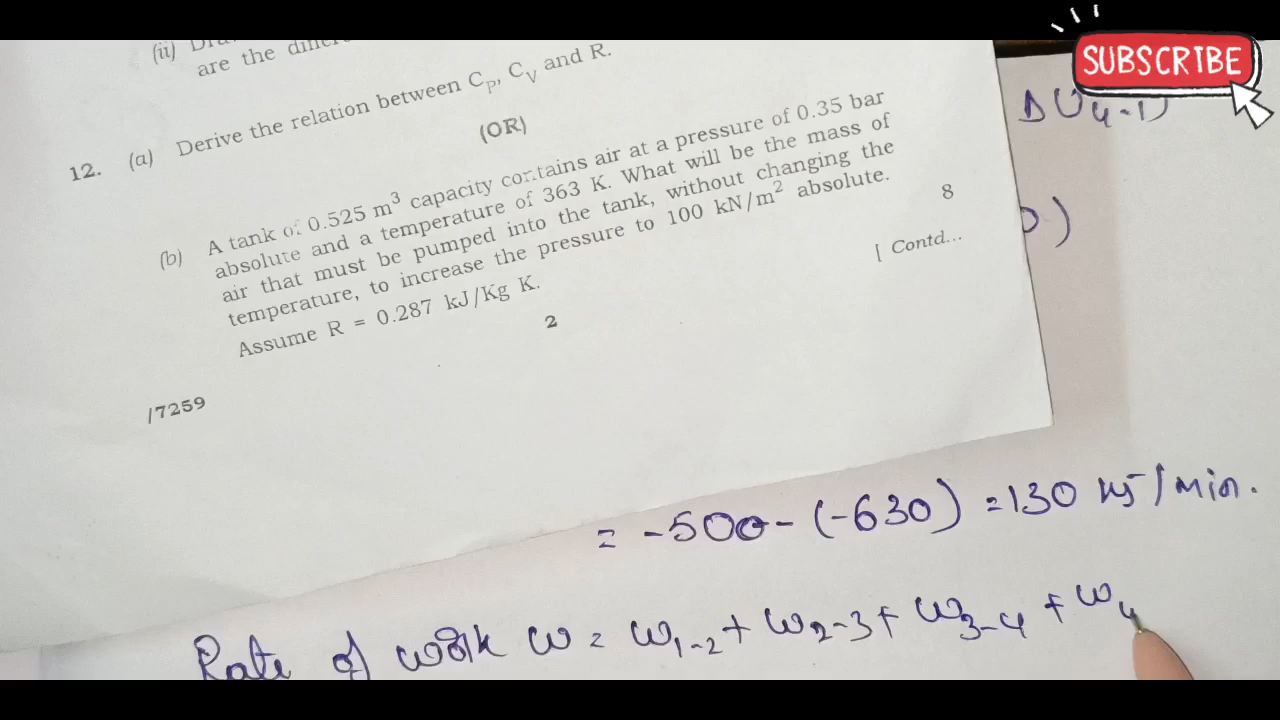 (ii)
are the
12. (a) Derive the relation between Cp, Cv and R.
(OR)
(b) A tank of 0.525 m³ capacity contains air at a pressure of 0.35 bar
absolute and a temperature of 363 K. What will be the mass of
air that must be pumped into the tank, without changing the
temperature, to increase the pressure to 100 kN/m² absolute.
Assume R = 0.287 kJ/Kg K.
8
[ Contd...
2
/7259
SUBSCRIBE
ΔU4-1)
)
= -500-(-630) = 130 kJ/min.
Rate of work W = W1-2 + W2-3 + W3-4 + W4